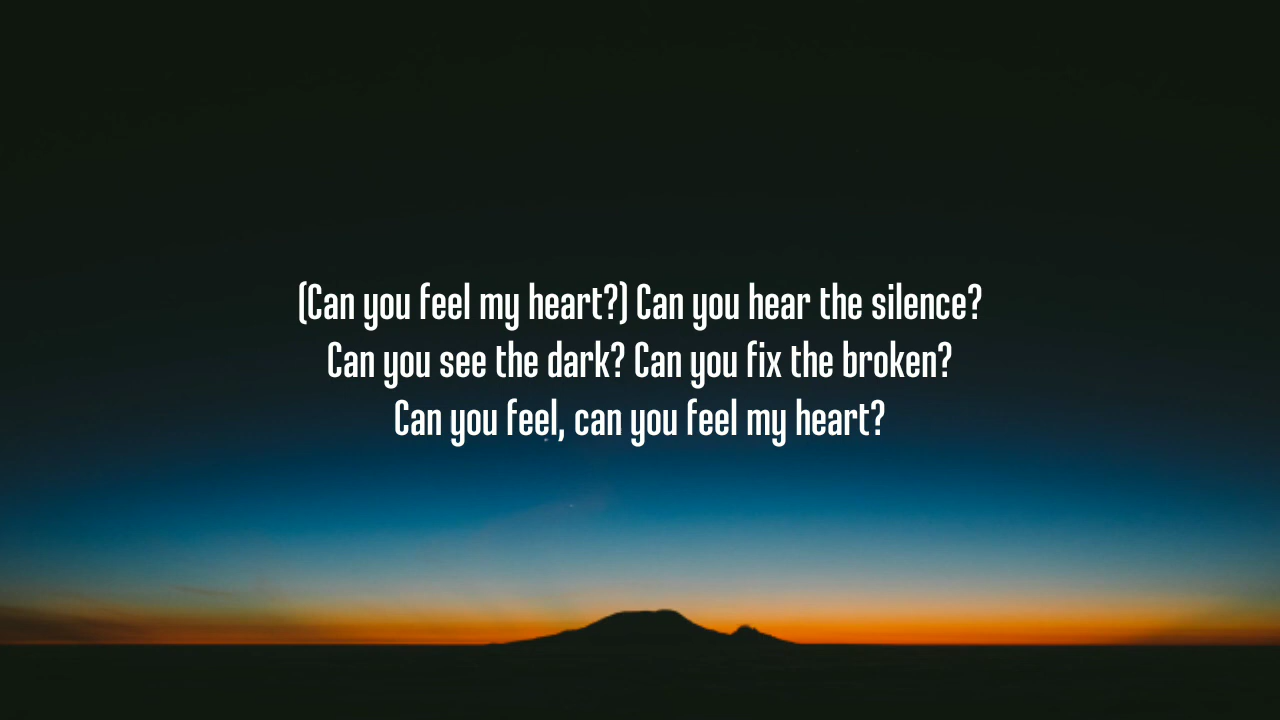 (Can you feel my heart?) Can you hear the silence?
Can you see the dark? Can you fix the broken?
Can you feel, can you feel my heart?